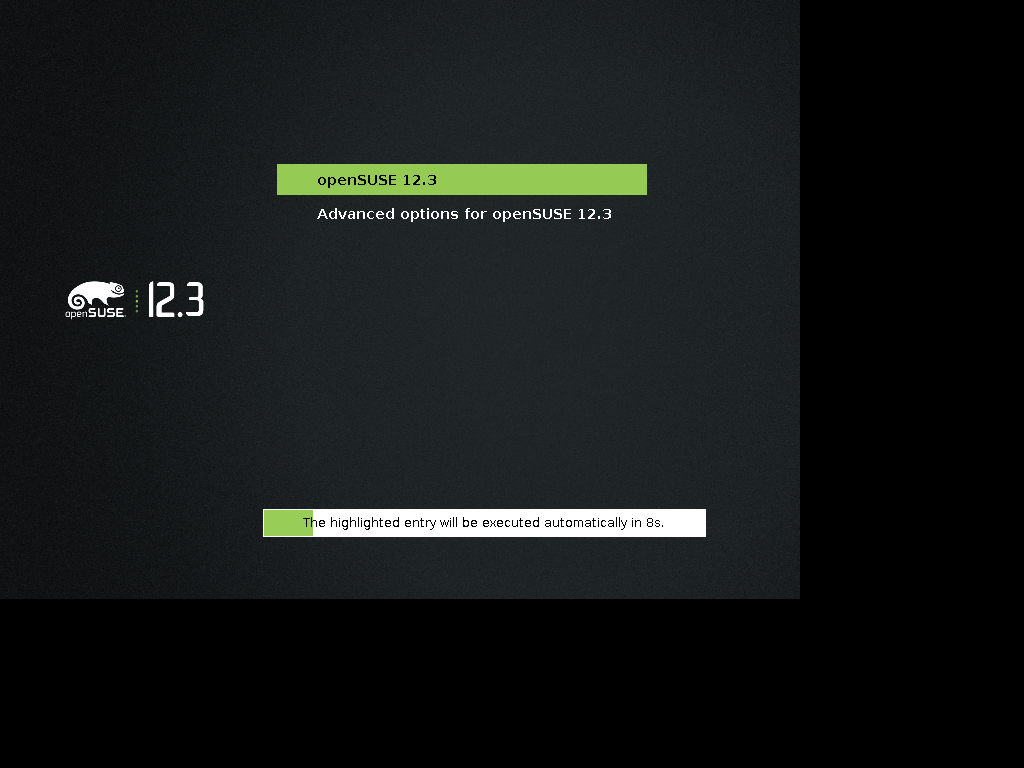 openSUSE 12.3
Advanced options for openSUSE 12.3
openSUSE 12.3
The highlighted entry will be executed automatically in 8s.